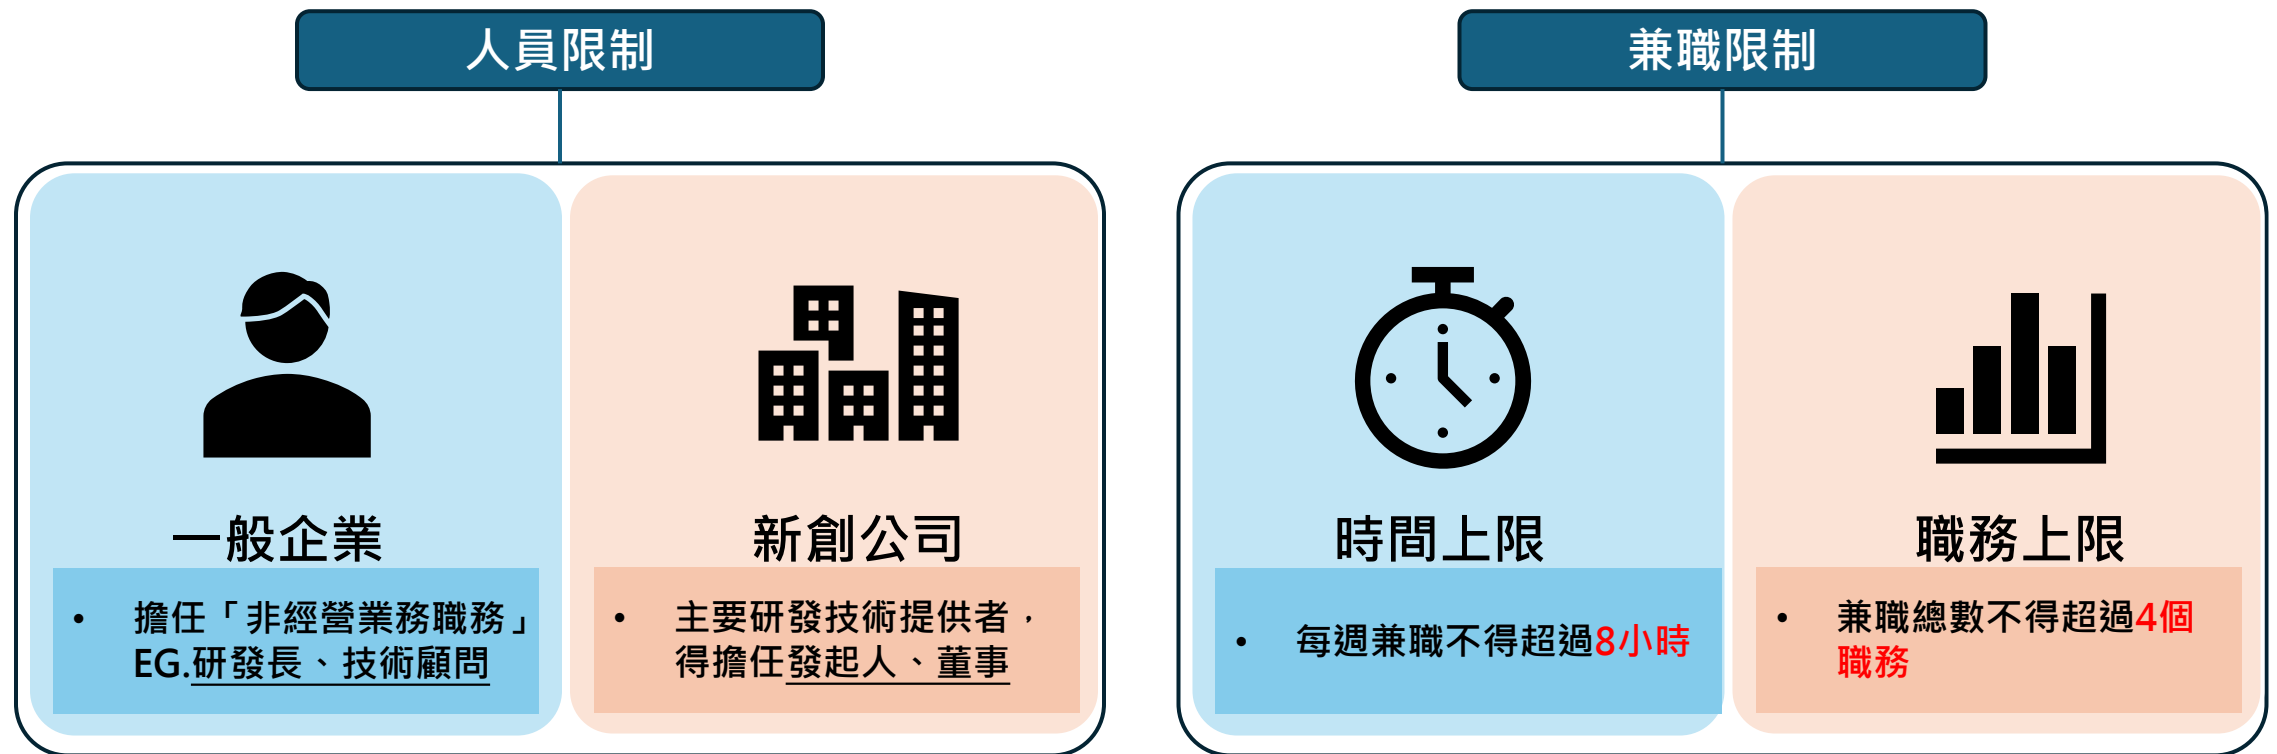 人員限制
一般企業
• 擔任「非經營業務職務」
EG.研發長、技術顧問
新創公司
• 主要研發技術提供者，
得擔任發起人、董事
兼職限制
時間上限
• 每週兼職不得超過8小時
職務上限
• 兼職總數不得超過4個
職務